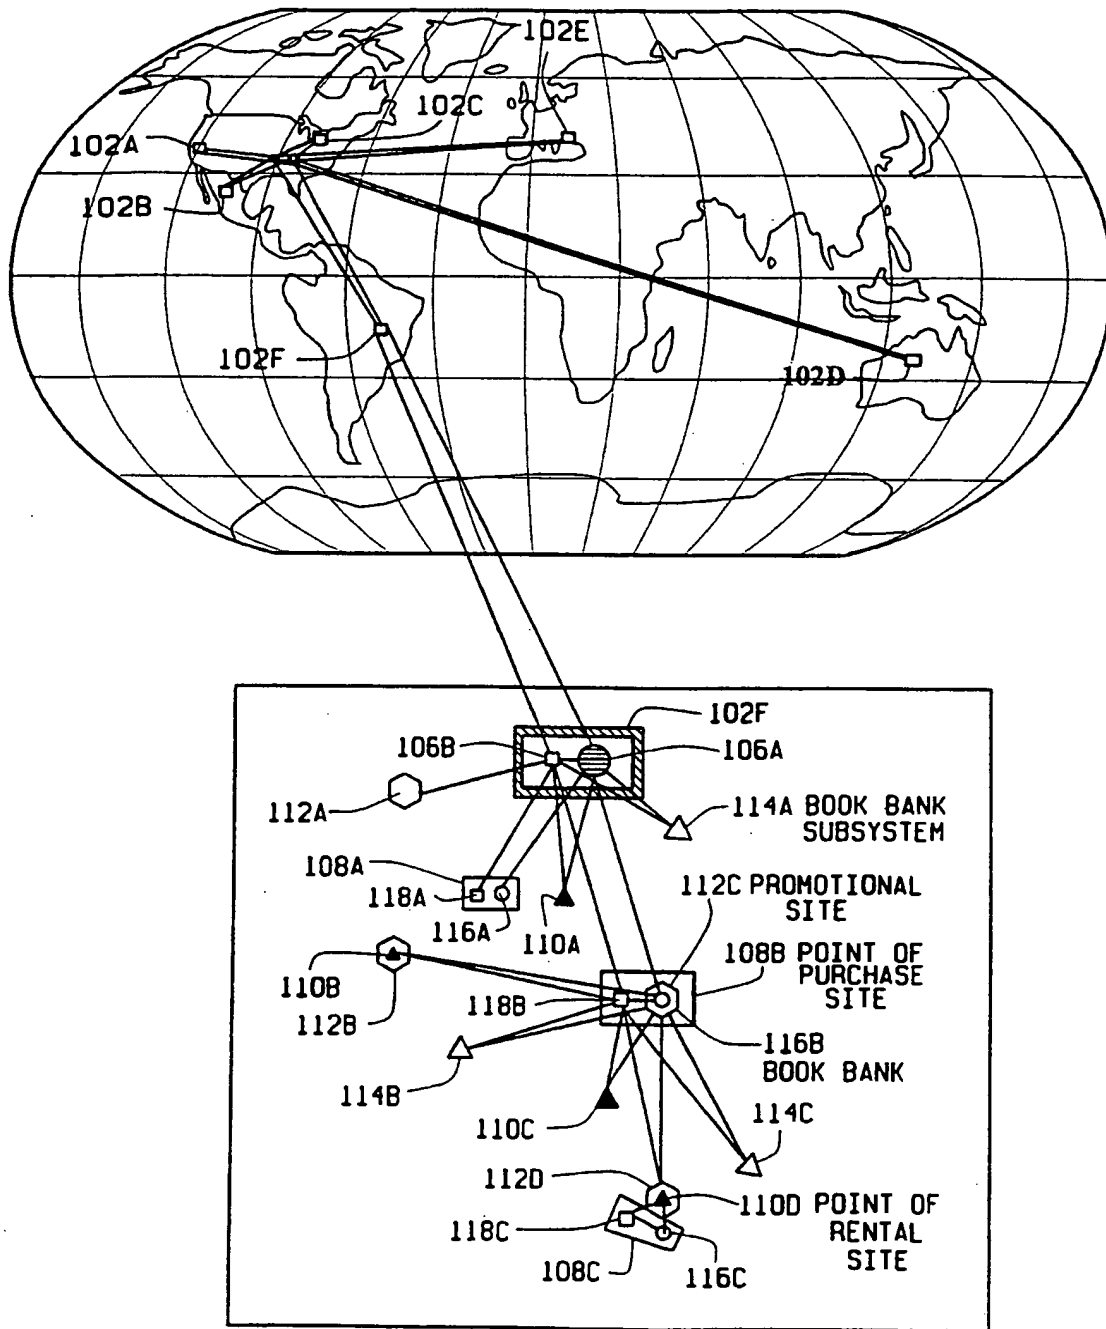 102E
102C
102A
102B
102F
102D
102F
106B
106A
112A
114A BOOK BANK
SUBSYSTEM
108A
118A
116A
110A
112C PROMOTIONAL
SITE
108B POINT OF
PURCHASE
SITE
110B
112B
118B
116B
BOOK BANK
114B
110C
114C
112D
110D POINT OF
RENTAL
SITE
118C
108C
116C